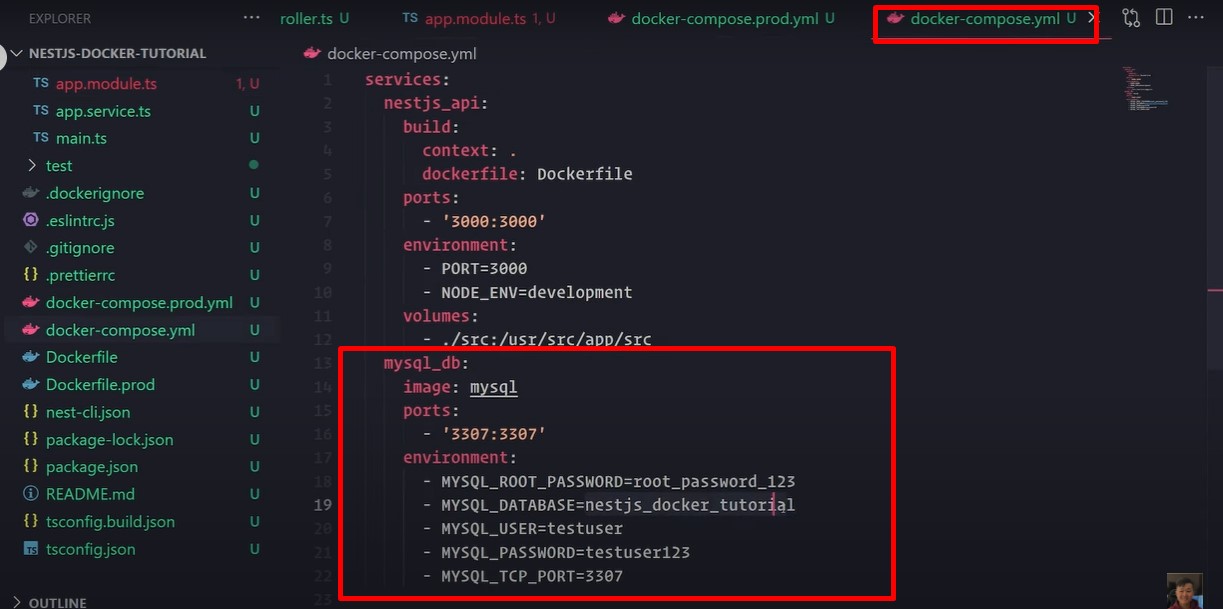 EXPLORER
···
roller.ts U
TS app.module.ts 1, U
docker-compose.prod.yml U
docker-compose.yml U
NESTJS-DOCKER-TUTORIAL
TS app.module.ts 1, U
TS app.service.ts U
TS main.ts U
test
.dockerignore U
.eslintrc.js U
.gitignore U
{} .prettierrc U
docker-compose.prod.yml U
docker-compose.yml U
Dockerfile U
Dockerfile.prod U
{} nest-cli.json U
{} package-lock.json U
{} package.json U
README.md U
{} tsconfig.build.json U
TS tsconfig.json U
OUTLINE
docker-compose.yml
1 services:
2 nestjs_api:
3 build:
4 context: .
5 dockerfile: Dockerfile
6 ports:
7 - '3000:3000'
8 environment:
9 - PORT=3000
10 - NODE_ENV=development
11 volumes:
12 - ./src:/usr/src/app/src
13 mysql_db:
14 image: mysql
15 ports:
16 - '3307:3307'
17 environment:
18 - MYSQL_ROOT_PASSWORD=root_password_123
19 - MYSQL_DATABASE=nestjs_docker_tutorial
20 - MYSQL_USER=testuser
21 - MYSQL_PASSWORD=testuser123
22 - MYSQL_TCP_PORT=3307
23